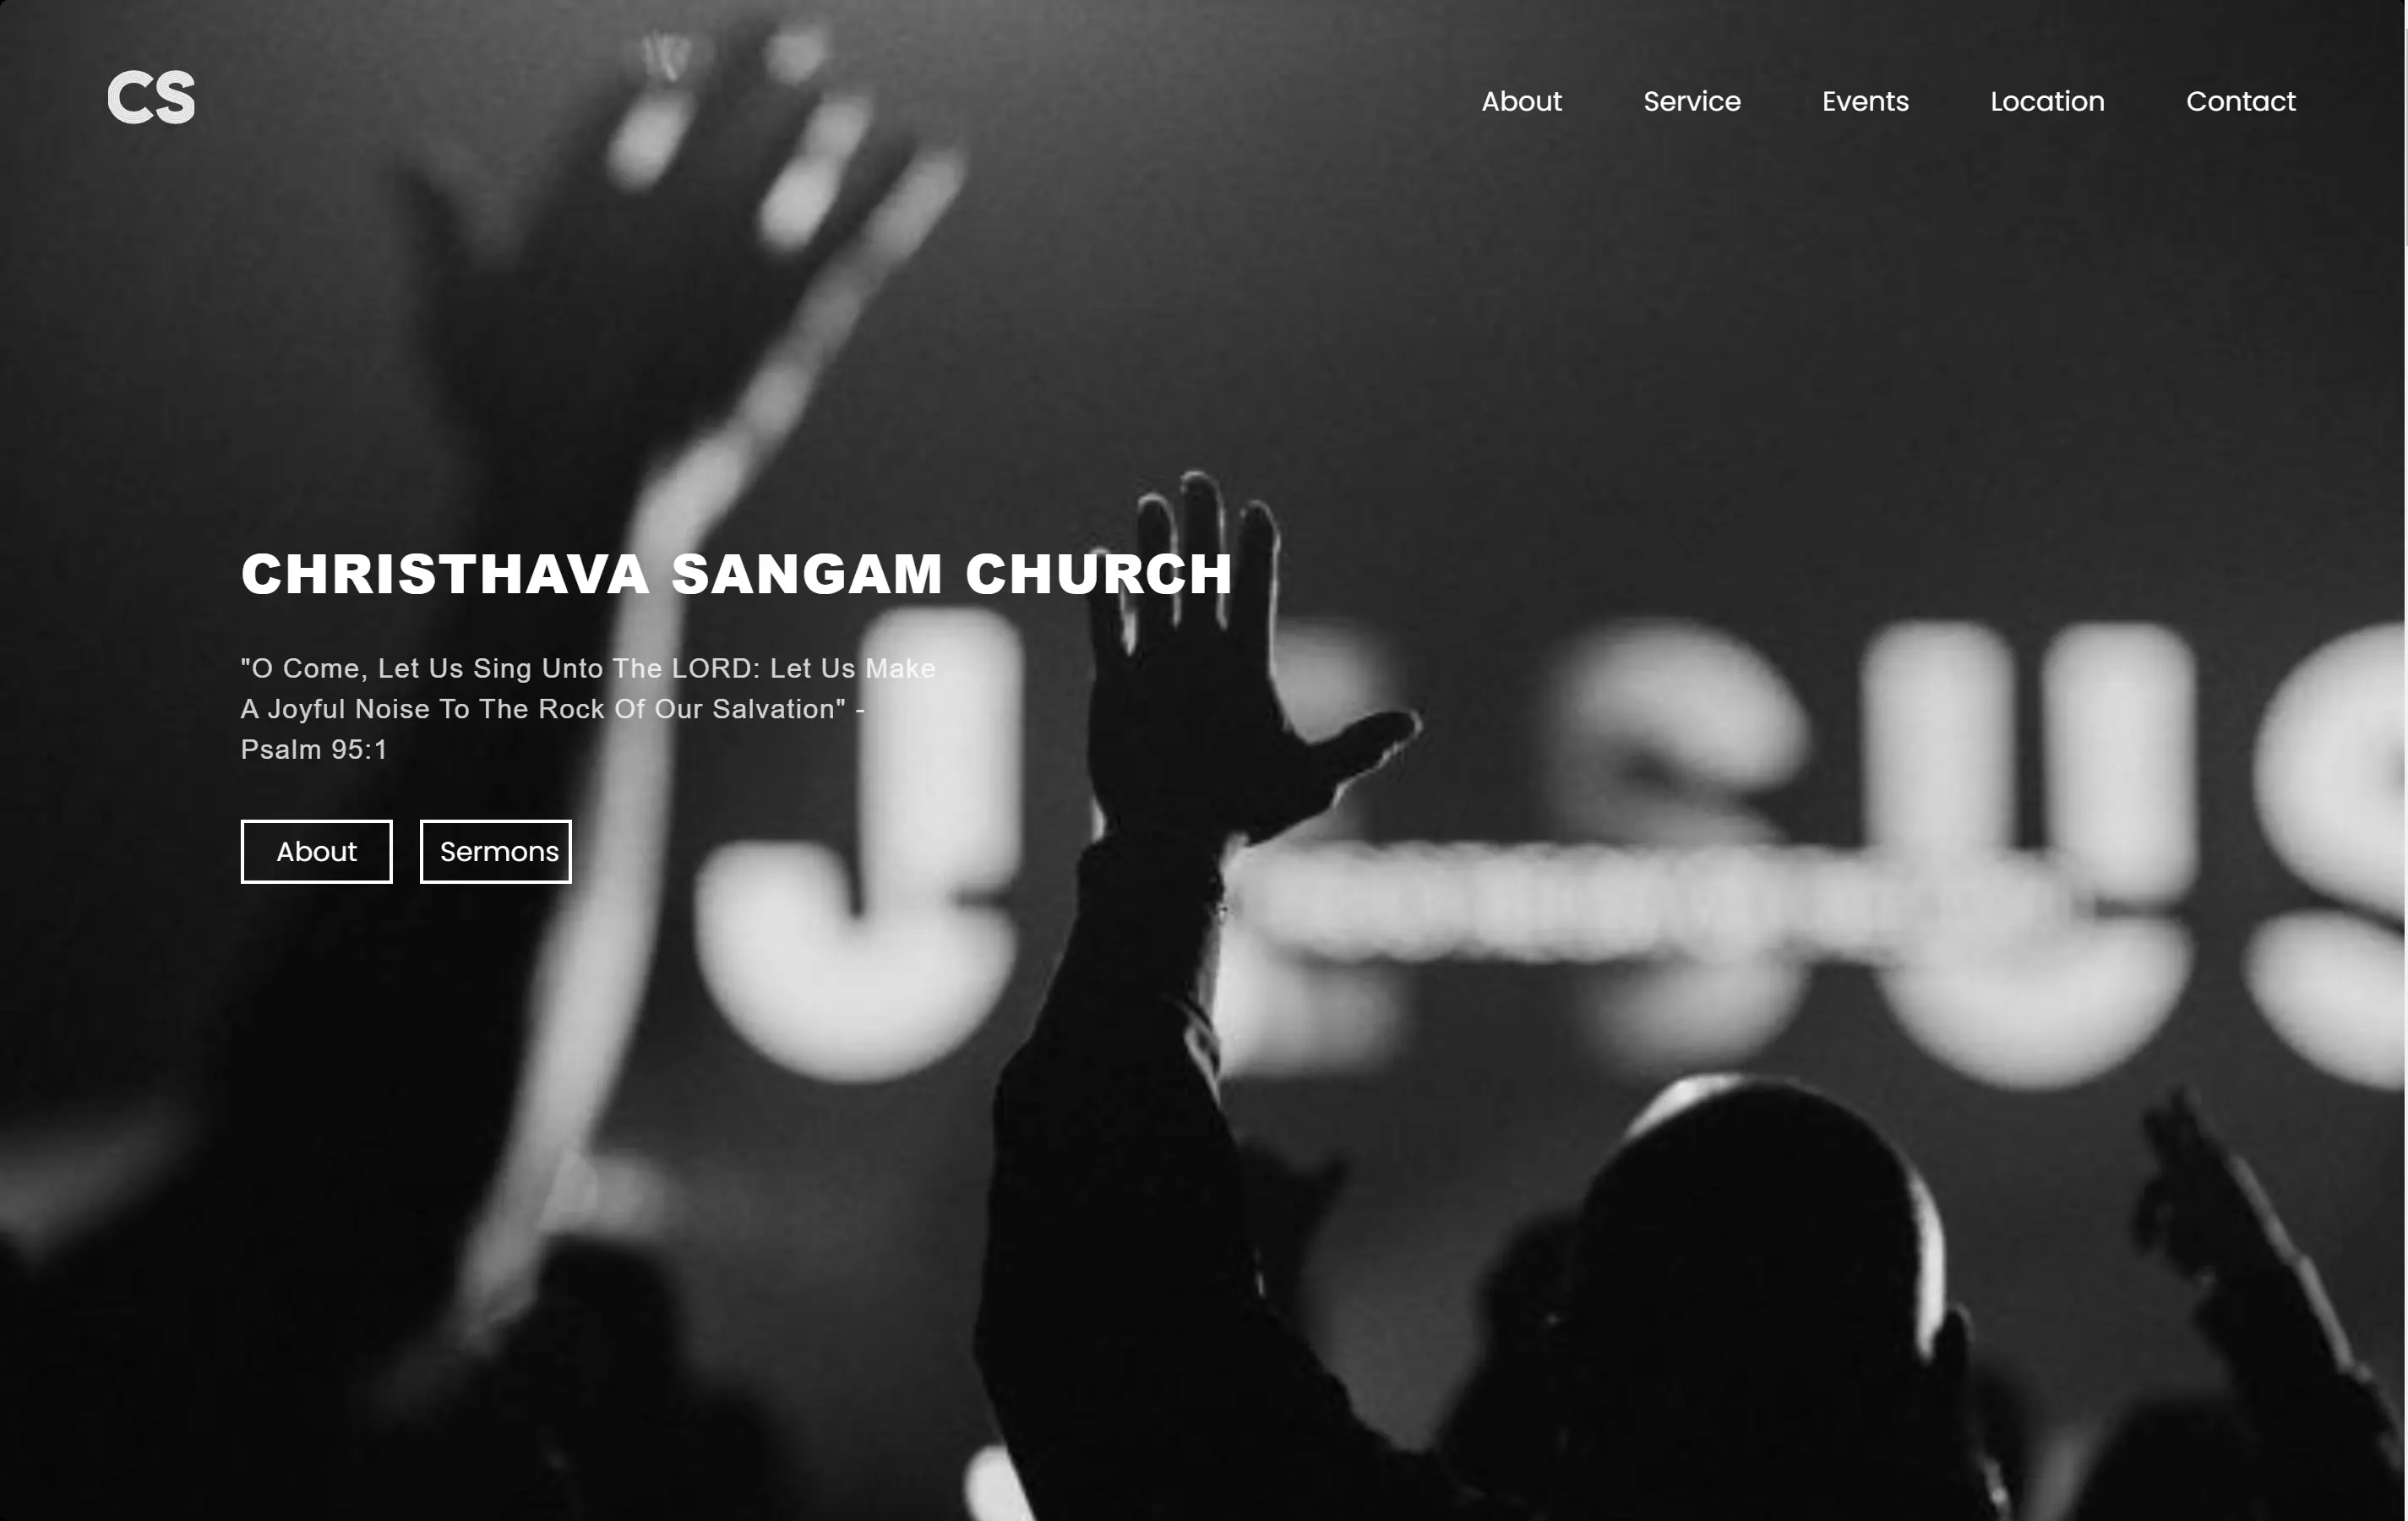 CS
About Service Events Location Contact
CHRISTHAVA SANGAM CHURCH
"O Come, Let Us Sing Unto The LORD: Let Us Make
A Joyful Noise To The Rock Of Our Salvation" -
Psalm 95:1
About Sermons
JESUS